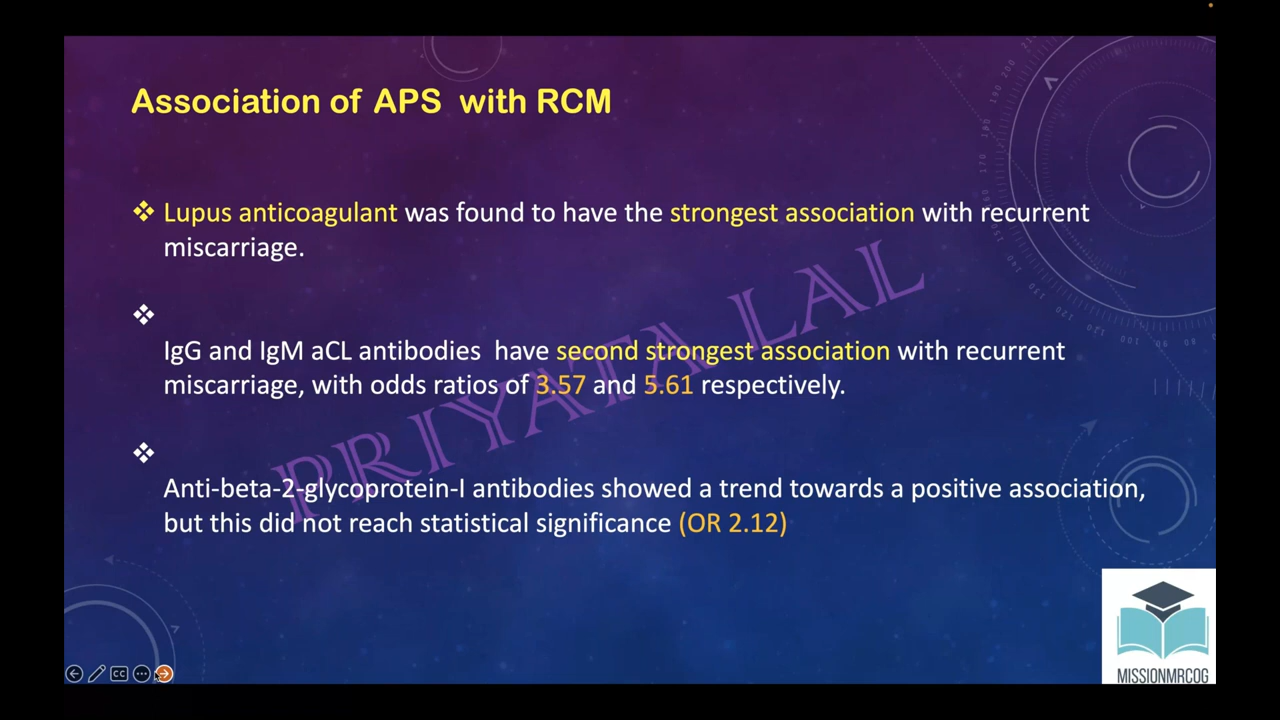 Association of APS with RCM
❖ Lupus anticoagulant was found to have the strongest association with recurrent
miscarriage.
❖
IgG and IgM aCL antibodies have second strongest association with recurrent
miscarriage, with odds ratios of 3.57 and 5.61 respectively.
❖
Anti-beta-2-glycoprotein-I antibodies showed a trend towards a positive association,
but this did not reach statistical significance (OR 2.12)
PRIYATA LAL
MISSIONMRCOG
CC